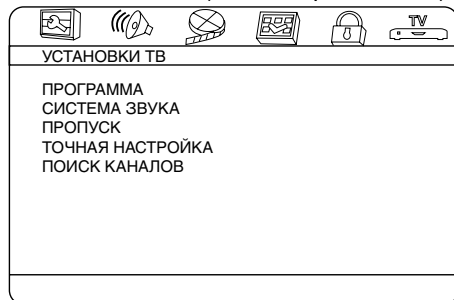 TV
УСТАНОВКИ ТВ
ПРОГРАММА
СИСТЕМА ЗВУКА
ПРОПУСК
ТОЧНАЯ НАСТРОЙКА
ПОИСК КАНАЛОВ